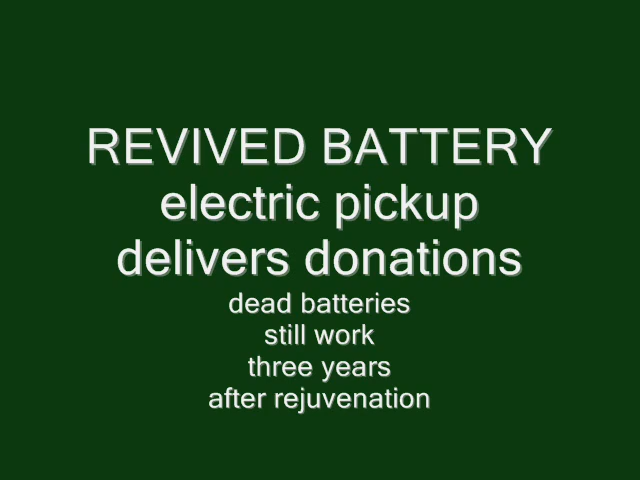 REVIVED BATTERY
electric pickup
delivers donations
dead batteries
still work
three years
after rejuvenation